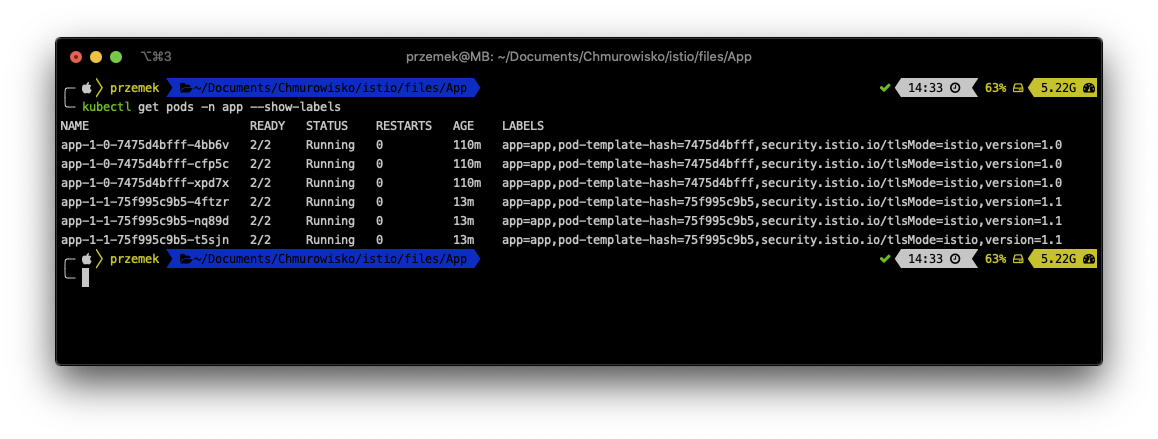 ⌥⌘3 przemek@MB: ~/Documents/Chmurowisko/istio/files/App
przemek ~/Documents/Chmurowisko/istio/files/App 14:33 63% 5.22G
kubectl get pods -n app --show-labels
NAME READY STATUS RESTARTS AGE LABELS
app-1-0-7475d4bfff-4bb6v 2/2 Running 0 110m app=app,pod-template-hash=7475d4bfff,security.istio.io/tlsMode=istio,version=1.0
app-1-0-7475d4bfff-cfp5c 2/2 Running 0 110m app=app,pod-template-hash=7475d4bfff,security.istio.io/tlsMode=istio,version=1.0
app-1-0-7475d4bfff-xpd7x 2/2 Running 0 110m app=app,pod-template-hash=7475d4bfff,security.istio.io/tlsMode=istio,version=1.0
app-1-1-75f995c9b5-4ftzr 2/2 Running 0 13m app=app,pod-template-hash=75f995c9b5,security.istio.io/tlsMode=istio,version=1.1
app-1-1-75f995c9b5-nq89d 2/2 Running 0 13m app=app,pod-template-hash=75f995c9b5,security.istio.io/tlsMode=istio,version=1.1
app-1-1-75f995c9b5-t5sjn 2/2 Running 0 13m app=app,pod-template-hash=75f995c9b5,security.istio.io/tlsMode=istio,version=1.1
przemek ~/Documents/Chmurowisko/istio/files/App 14:33 63% 5.22G